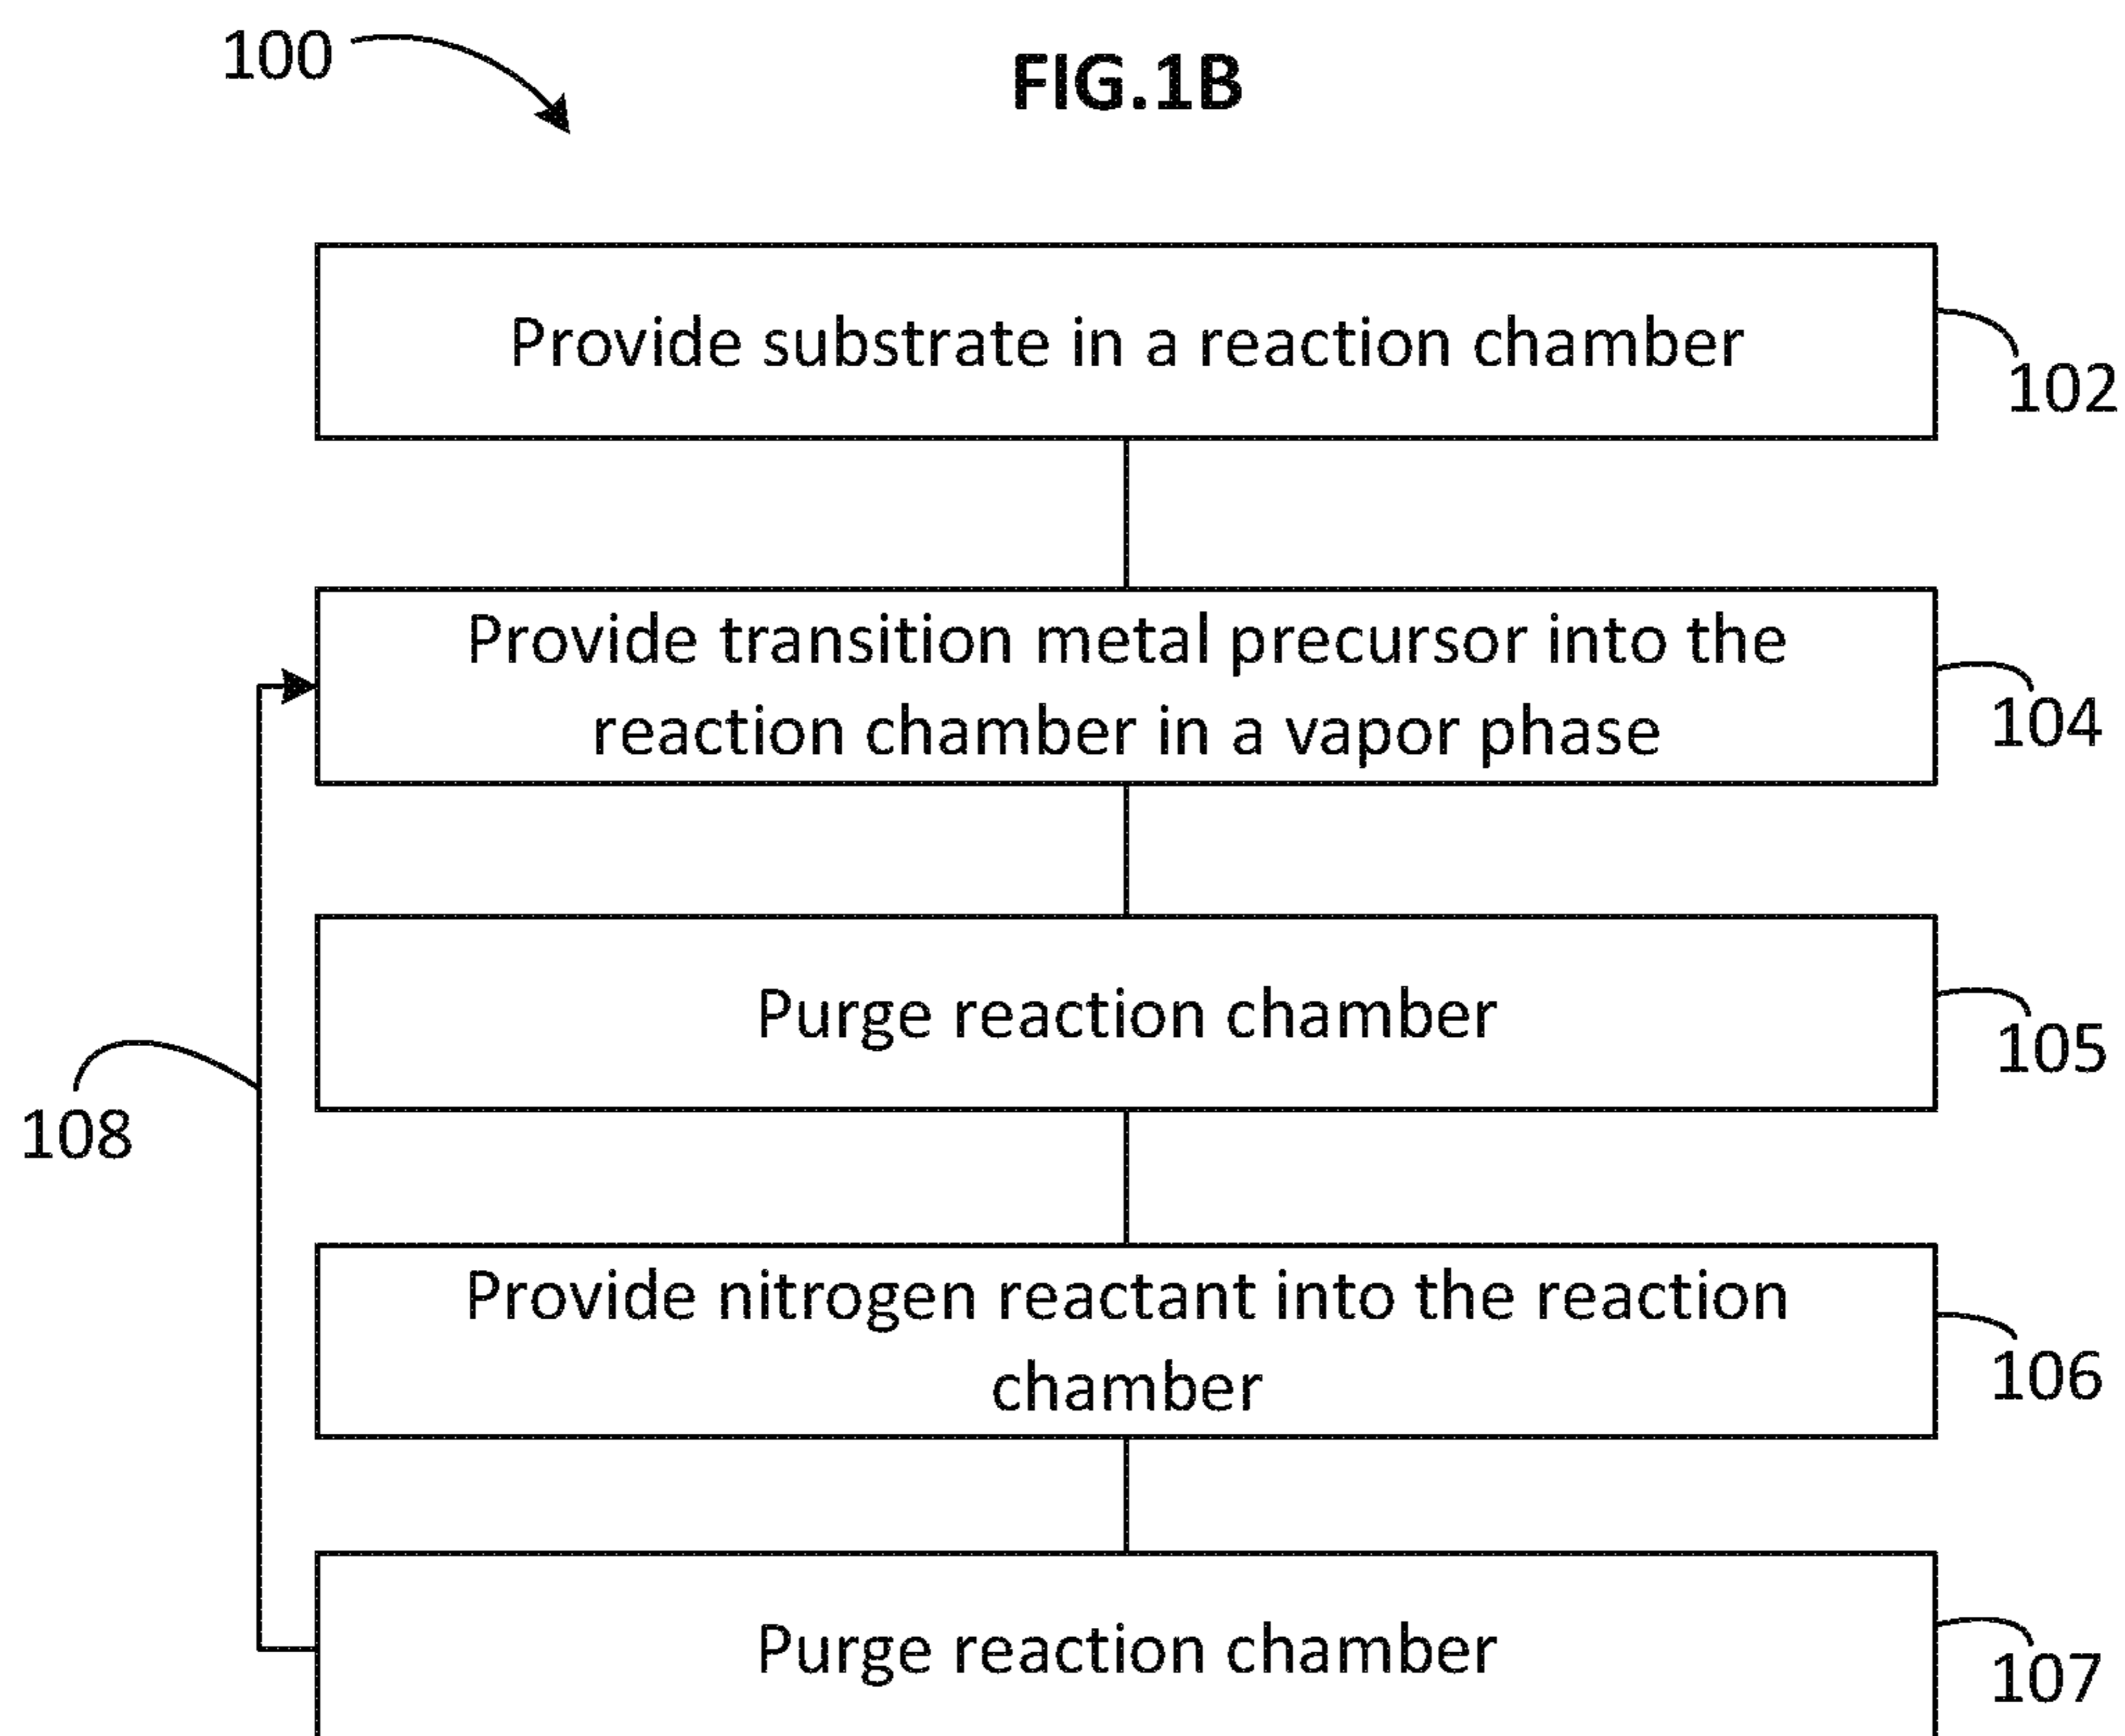 100
FIG.1B
Provide substrate in a reaction chamber
102
Provide transition metal precursor into the
reaction chamber in a vapor phase
104
Purge reaction chamber
105
108
Provide nitrogen reactant into the reaction
chamber
106
Purge reaction chamber
107